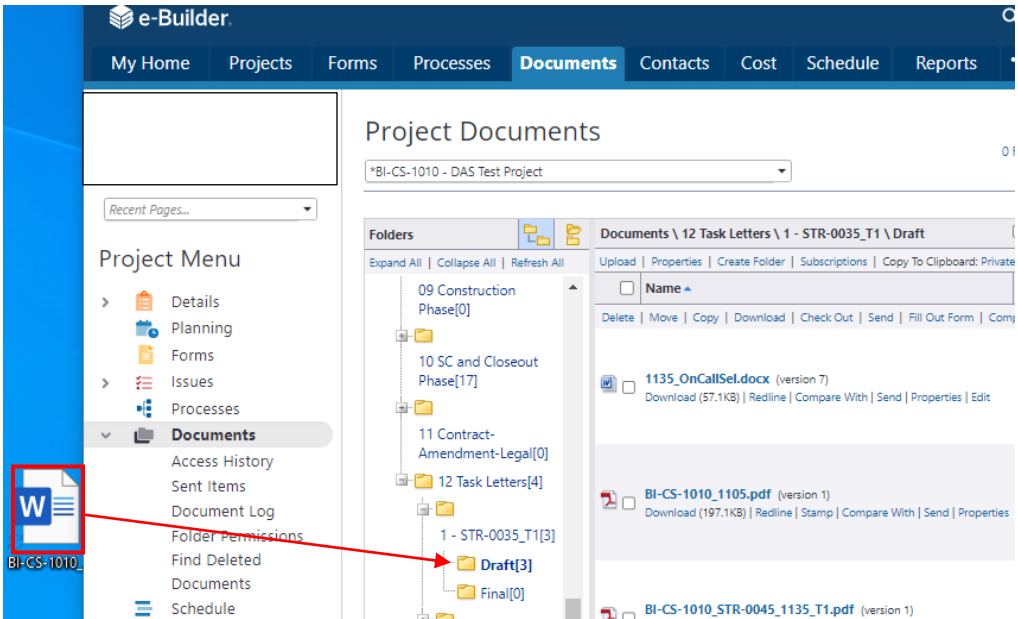 e-Builder.
My Home Projects Forms Processes Documents Contacts Cost Schedule Reports
Project Documents
0
*BI-CS-1010 - DAS Test Project
Recent Pages...
Project Menu
Details
Planning
Forms
Issues
Processes
Documents
Access History
Sent Items
Document Log
Folder Permissions
Find Deleted
Documents
Schedule
W
BI-CS-1010_
Folders
Expand All | Collapse All | Refresh All
09 Construction
Phase[0]
10 SC and Closeout
Phase[17]
11 Contract-
Amendment-Legal[0]
12 Task Letters[4]
1 - STR-0035_T1[3]
Draft[3]
Final[0]
Documents \ 12 Task Letters \ 1 - STR-0035_T1 \ Draft
Upload | Properties | Create Folder | Subscriptions | Copy To Clipboard: Private
Name
Delete | Move | Copy | Download | Check Out | Send | Fill Out Form | Comp
1135_OnCallSel.docx (version 7)
Download (57.1KB) | Redline | Compare With | Send | Properties | Edit
BI-CS-1010_1105.pdf (version 1)
Download (197.1KB) | Redline | Stamp | Compare With | Send | Properties
BI-CS-1010_STR-0045_1135_T1.pdf (version 1)